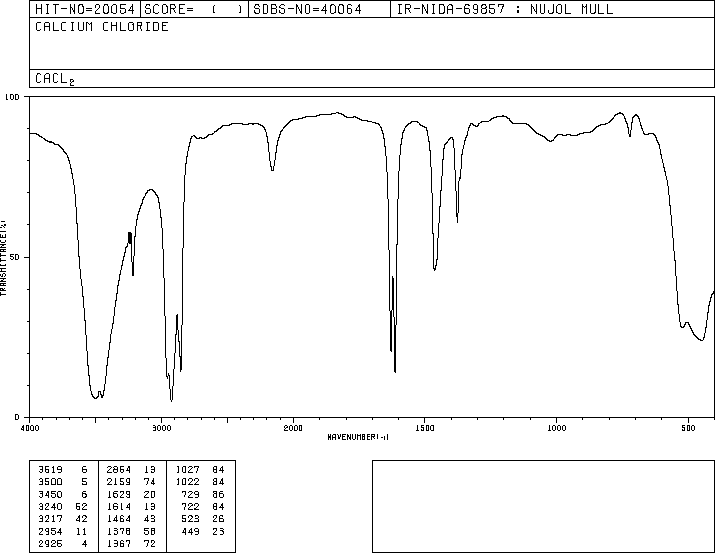 HIT-NO=20054 SCORE= ( ) SDBS-NO=40064 IR-NIDA-69857 : NUJOL MULL
CALCIUM CHLORIDE
CACL2
100
TRANSMITTANCE(%)
50
0
4000 3000 2000 1500 1000 500
WAVENUMBER(-1)
3519 6 2854 13 1027 84
3500 5 2159 74 1022 84
3450 6 1629 20 729 86
3240 52 1614 13 722 84
3217 42 1464 43 523 26
2954 11 1378 58 449 23
2925 4 1367 72